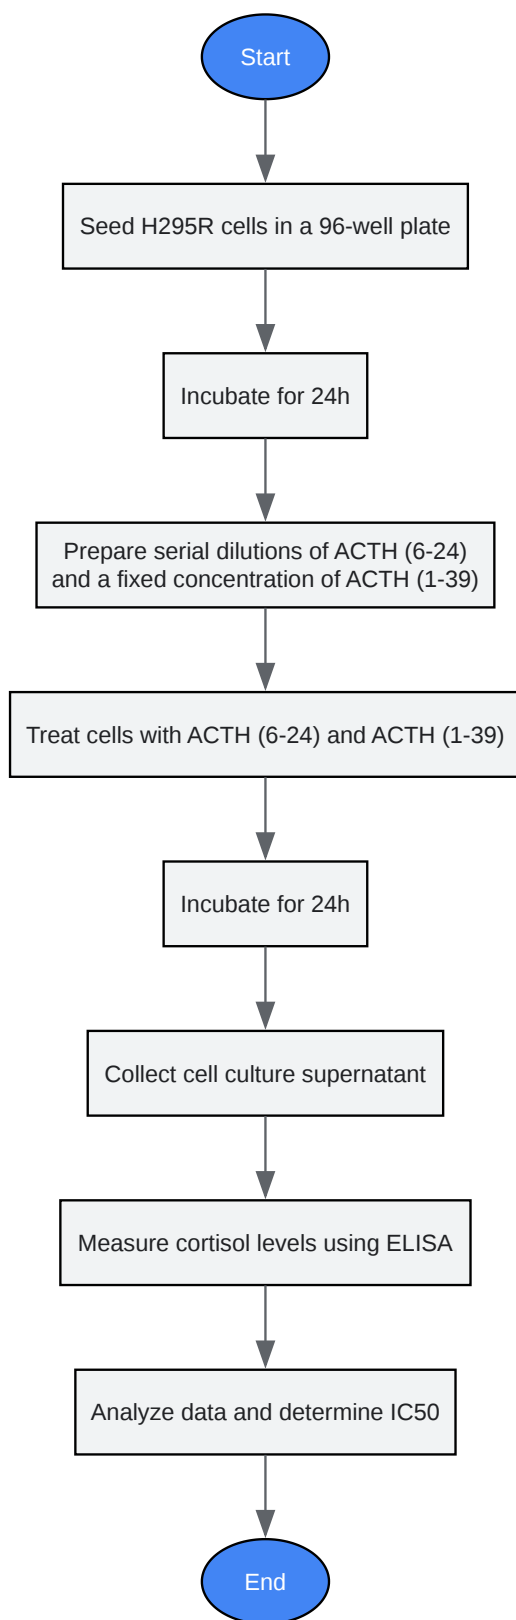 Start
Seed H295R cells in a 96-well plate
Incubate for 24h
Prepare serial dilutions of ACTH (6-24)
and a fixed concentration of ACTH (1-39)
Treat cells with ACTH (6-24) and ACTH (1-39)
Incubate for 24h
Collect cell culture supernatant
Measure cortisol levels using ELISA
Analyze data and determine IC50
End